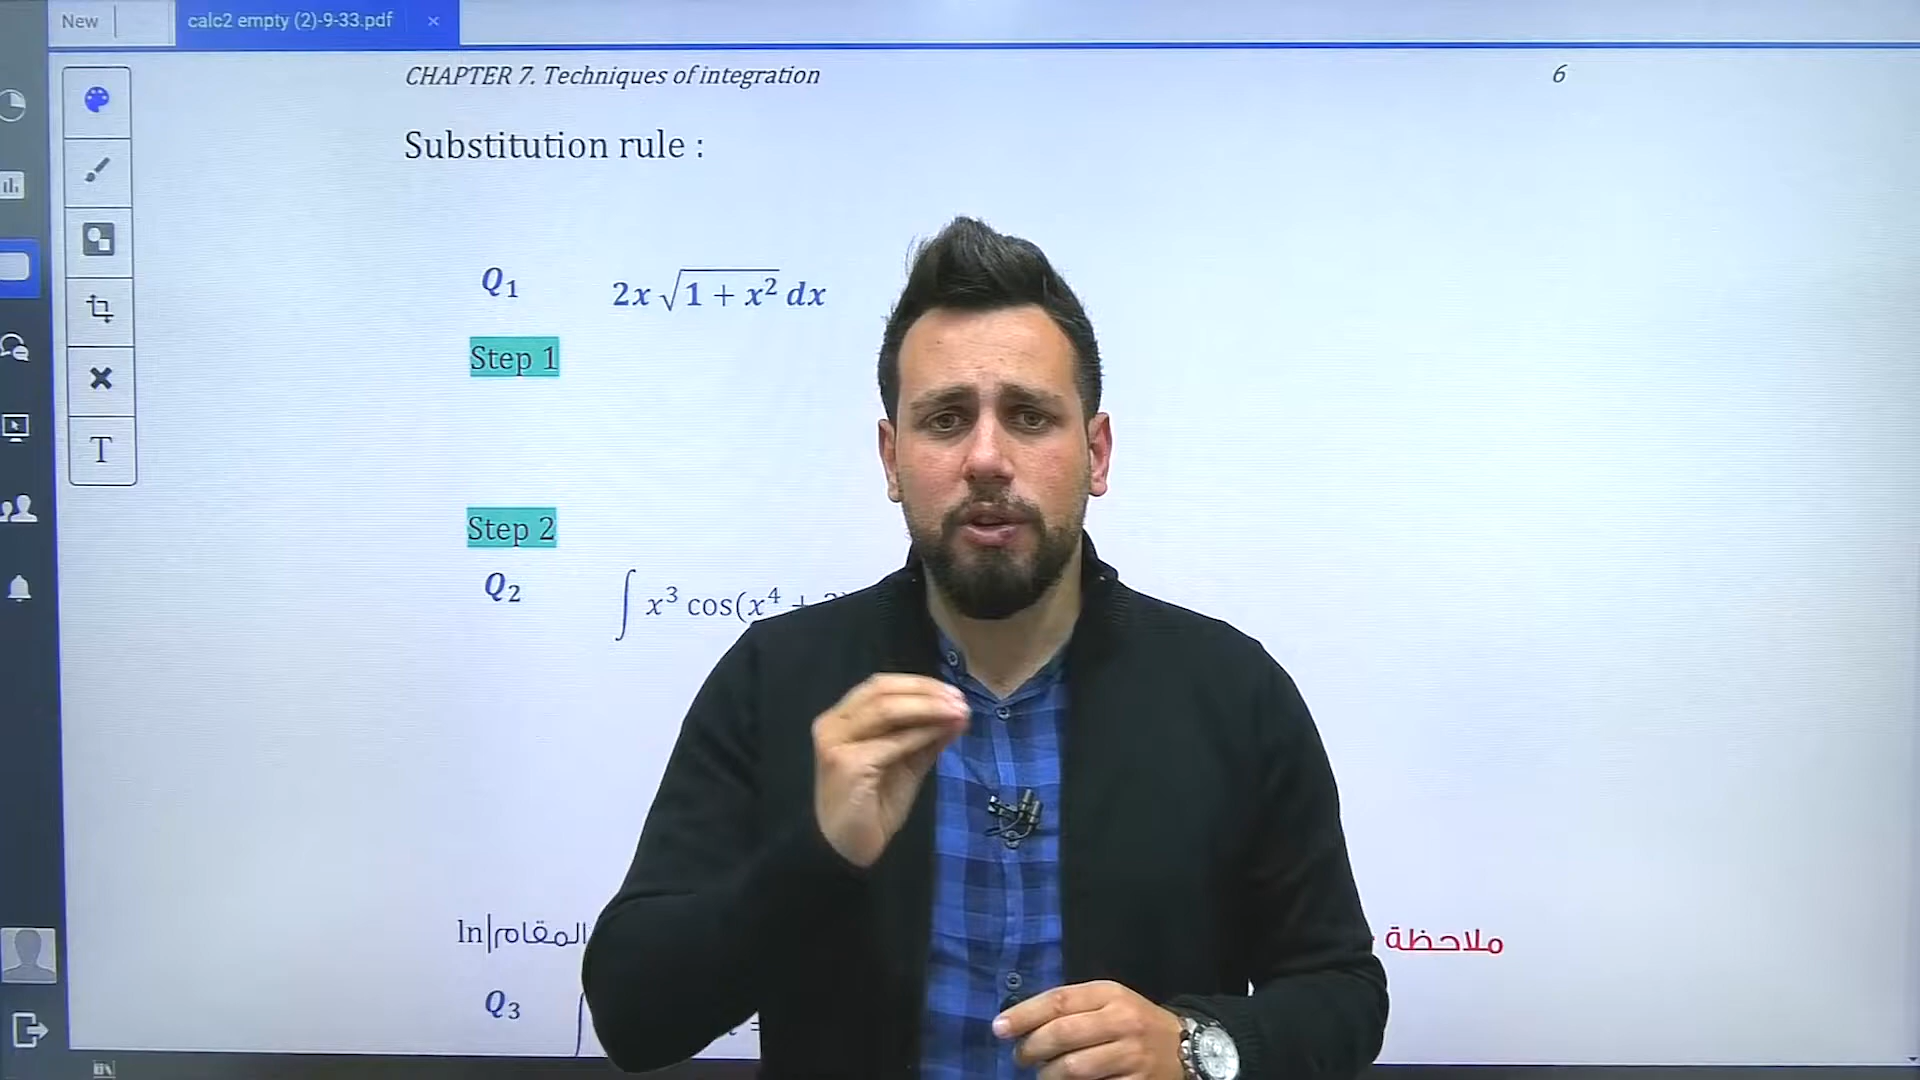 New
calc2 empty (2)-9-33.pdf ×
CHAPTER 7. Techniques of integration 6
Substitution rule :
Q1 2x √(1 + x²) dx
Step 1
Step 2
Q2 ∫ x³ cos(x⁴ +
ملاحظة
ln|المقام
Q3 ∫
T